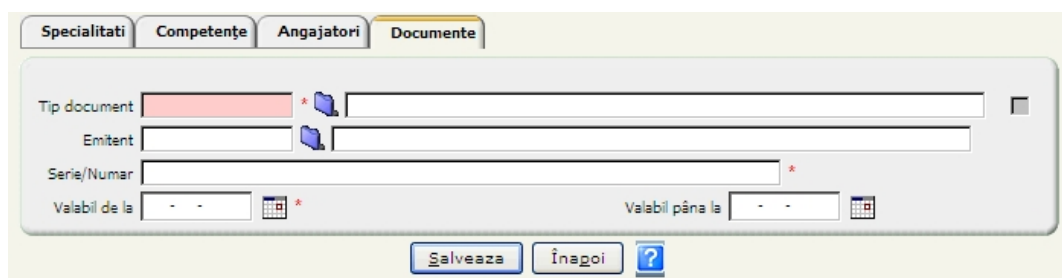 Specialitati Competențe Angajatori Documente
Tip document *
Emitent
Serie/Numar *
Valabil de la - - * Valabil pâna la - -
Salveaza Înapoi ?